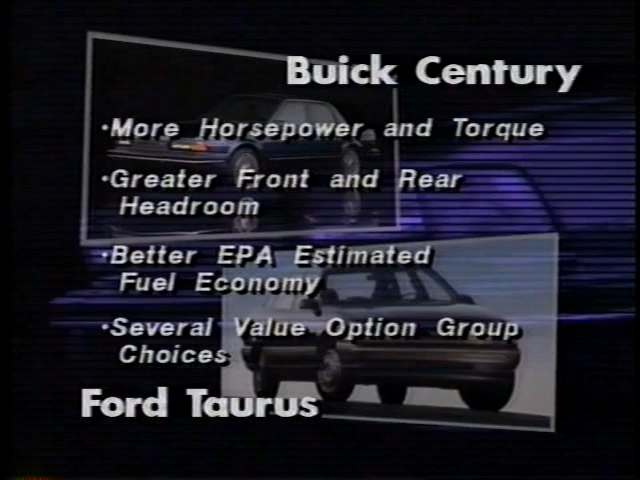 Buick Century
·More Horsepower and Torque
·Greater Front and Rear
Headroom
·Better EPA Estimated
Fuel Economy
·Several Value Option Group
Choices
Ford Taurus